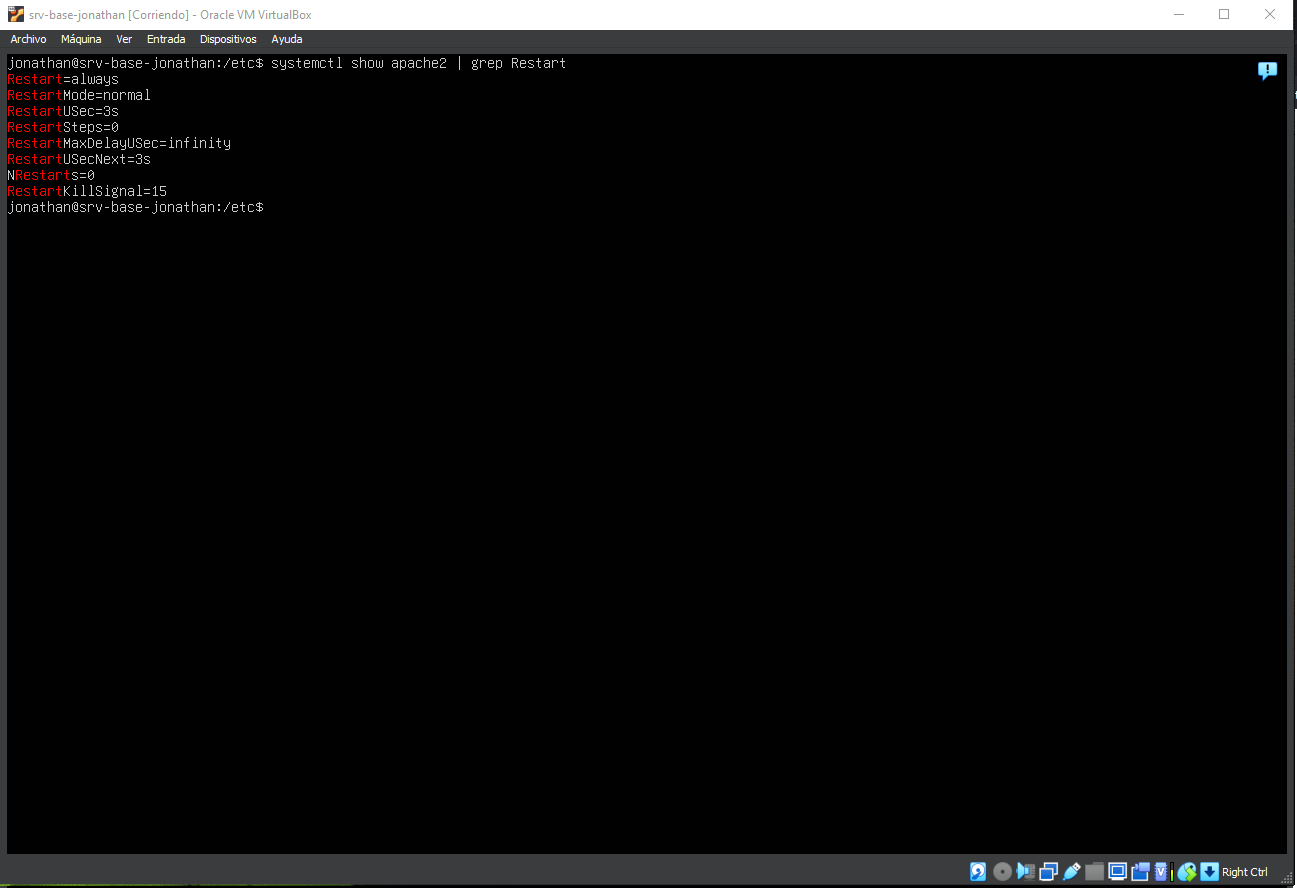 srv-base-jonathan [Corriendo] - Oracle VM VirtualBox
Archivo Máquina Ver Entrada Dispositivos Ayuda
jonathan@srv-base-jonathan:/etc$ systemctl show apache2 | grep Restart
Restart=always
RestartMode=normal
RestartUSec=3s
RestartSteps=0
RestartMaxDelayUSec=infinity
RestartUSecNext=3s
NRestarts=0
RestartKillSignal=15
jonathan@srv-base-jonathan:/etc$
Right Ctrl